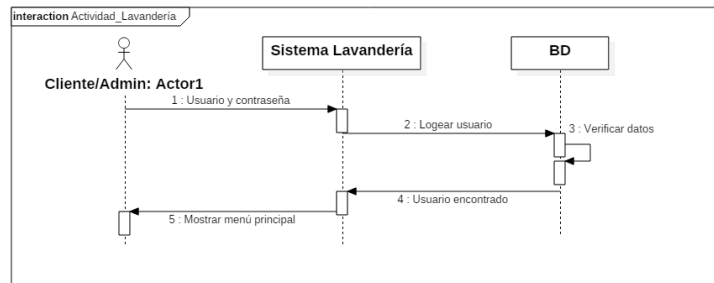 interaction Actividad_Lavandería
Sistema Lavandería
BD
Cliente/Admin: Actor1
1 : Usuario y contraseña
2 : Logear usuario
3 : Verificar datos
4 : Usuario encontrado
5 : Mostrar menú principal